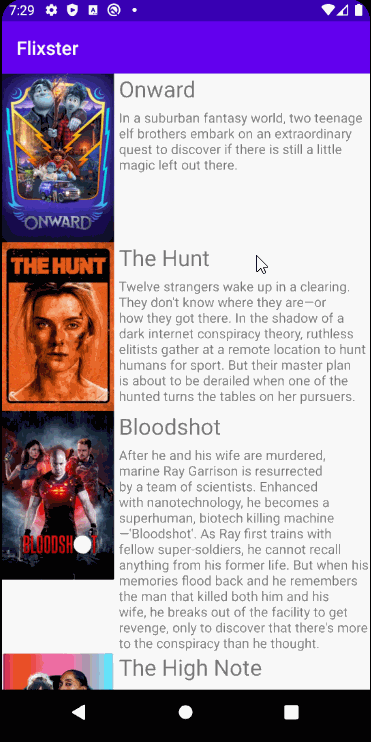 7:29
Flixster
Onward
In a suburban fantasy world, two teenage
elf brothers embark on an extraordinary
quest to discover if there is still a little
magic left out there.
ONWARD
The Hunt
THE HUNT
Twelve strangers wake up in a clearing.
They don't know where they are—or
how they got there. In the shadow of a
dark internet conspiracy theory, ruthless
elitists gather at a remote location to hunt
humans for sport. But their master plan
is about to be derailed when one of the
hunted turns the tables on her pursuers.
Bloodshot
After he and his wife are murdered,
marine Ray Garrison is resurrected
by a team of scientists. Enhanced
with nanotechnology, he becomes a
superhuman, biotech killing machine
—'Bloodshot'. As Ray first trains with
fellow super-soldiers, he cannot recall
anything from his former life. But when his
memories flood back and he remembers
the man that killed both him and his
wife, he breaks out of the facility to get
revenge, only to discover that there's more
to the conspiracy than he thought.
BLOODSHOT
The High Note